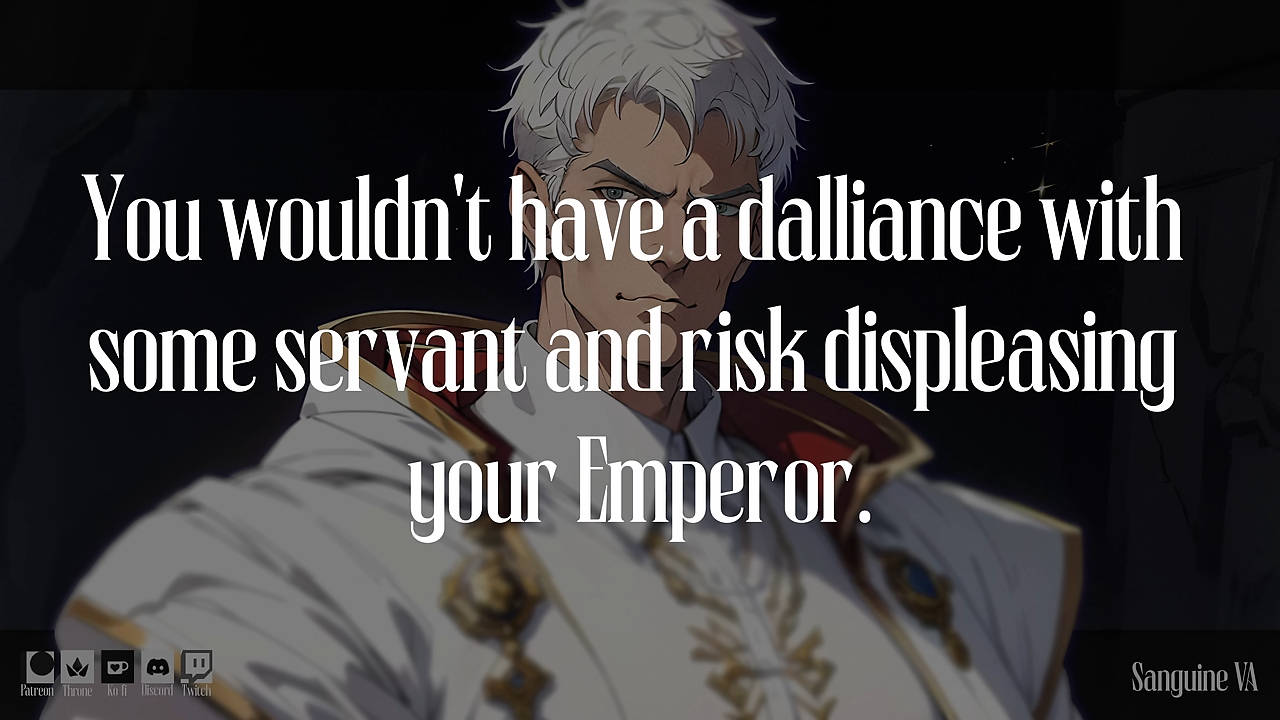 You wouldn't have a dalliance with
some servant and risk displeasing
your Emperor.
Patreon Throne Ko fi Discord Twitch
Sanguine VA